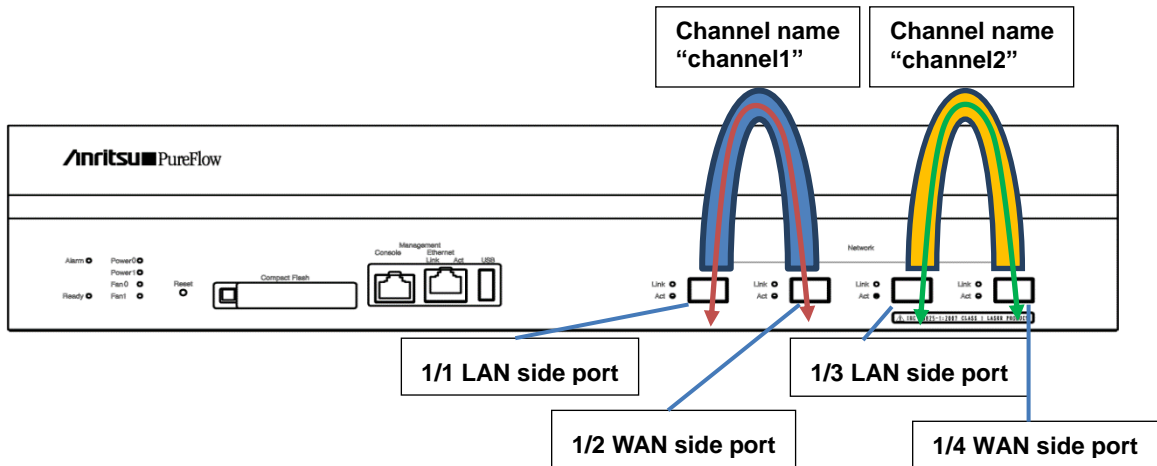 Channel name
“channel1”
Channel name
“channel2”
Anritsu PureFlow
Management
Console Ethernet
Link Act USB
Network
Alarm Power0
Power1
Fan0
Ready Fan1
Reset
Compact Flash
Link
Act
Link
Act
Link
Act
Link
Act
CLASS 1 LASER PRODUCT
1/1 LAN side port
1/3 LAN side port
1/2 WAN side port
1/4 WAN side port